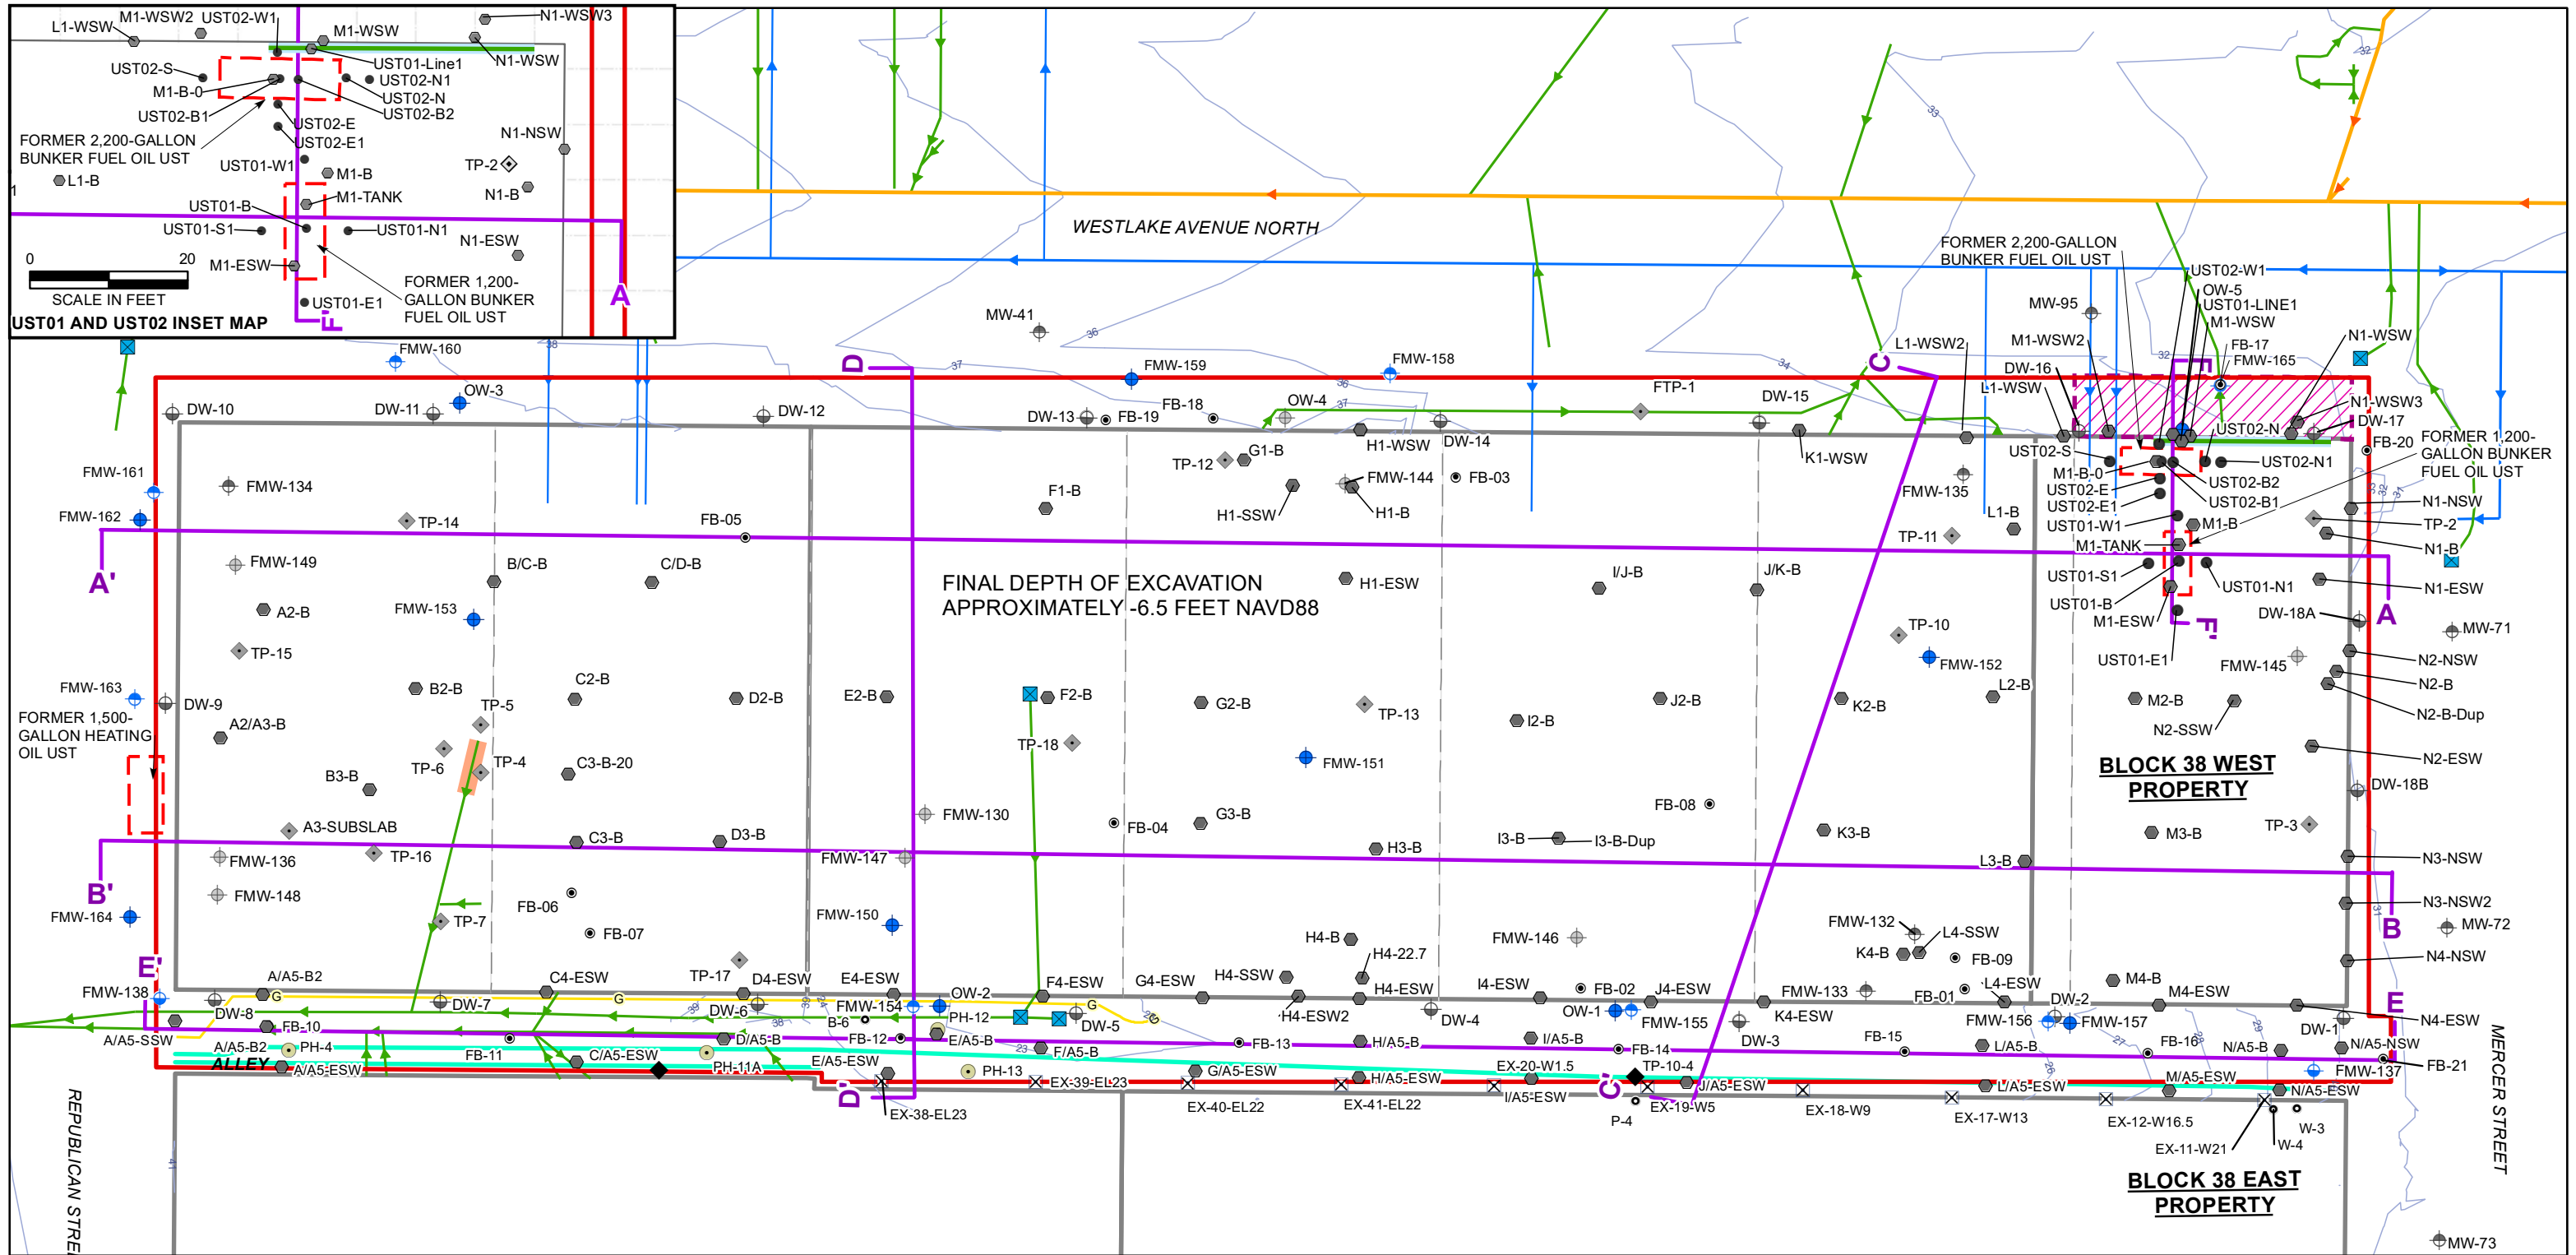 L1-WSW
M1-WSW2
UST02-W1
M1-WSW
N1-WSW3
N1-WSW
UST01-Line1
UST02-S
UST02-N1
M1-B-0
UST02-N
UST02-B1
UST02-B2
UST02-E
FORMER 2,200-GALLON
BUNKER FUEL OIL UST
UST02-E1
N1-NSW
UST01-W1
TP-2
L1-B
M1-B
N1-B
M1-TANK
UST01-B
UST01-S1
UST01-N1
N1-ESW
M1-ESW
FORMER 1,200-
GALLON BUNKER
FUEL OIL UST
0
20
SCALE IN FEET
UST01-E1
A
F'
UST01 AND UST02 INSET MAP
WESTLAKE AVENUE NORTH
32
33
34
36
37
38
FORMER 2,200-GALLON
BUNKER FUEL OIL UST
UST02-W1
OW-5
UST01-LINE1
M1-WSW
MW-95
MW-41
FMW-160
FMW-159
FMW-158
FTP-1
DW-15
L1-WSW2
M1-WSW2
DW-16
L1-WSW
F
FB-17
FMW-165
N1-WSW
N1-WSW3
DW-17
D
C
OW-3
DW-10
DW-11
DW-12
DW-13
FB-19
FB-18
OW-4
37
36
H1-WSW
DW-14
K1-WSW
UST02-N
FB-20
FORMER 1,200-
GALLON BUNKER
FUEL OIL UST
UST02-S
UST02-N1
M1-B-0
UST02-B2
UST02-E
UST02-B1
UST02-E1
32
31
TP-12
G1-B
FMW-144
FB-03
FMW-135
FMW-161
FMW-134
H1-SSW
H1-B
F1-B
L1-B
UST01-W1
M1-B
N1-NSW
TP-2
FMW-162
TP-14
FB-05
TP-11
M1-TANK
N1-B
A'
FMW-149
B/C-B
C/D-B
FINAL DEPTH OF EXCAVATION
APPROXIMATELY -6.5 FEET NAVD88
H1-ESW
I/J-B
J/K-B
UST01-S1
UST01-N1
N1-ESW
UST01-B
DW-18A
A
M1-ESW
F'
A2-B
FMW-153
TP-10
MW-71
TP-15
FMW-152
UST01-E1
FMW-145
N2-NSW
N2-B
FMW-163
DW-9
B2-B
C2-B
TP-5
D2-B
E2-B
F2-B
G2-B
TP-13
I2-B
J2-B
K2-B
L2-B
M2-B
N2-SSW
N2-B-Dup
FORMER 1,500-
GALLON HEATING
OIL UST
A2/A3-B
TP-6
TP-4
C3-B-20
TP-18
FMW-151
N2-ESW
BLOCK 38 WEST
PROPERTY
DW-18B
B3-B
FMW-130
FB-04
G3-B
FB-08
A3-SUBSLAB
C3-B
D3-B
I3-B
I3-B-Dup
K3-B
M3-B
TP-3
FMW-136
TP-16
FMW-147
H3-B
L3-B
N3-NSW
B'
FMW-148
FB-06
N3-NSW2
31
FMW-164
TP-7
FMW-150
FB-07
H4-B
FMW-146
FMW-132
L4-SSW
B
MW-72
K4-B
FB-09
N4-NSW
E'
TP-17
H4-SSW
H4-22.7
A/A5-B2
C4-ESW
D4-ESW
E4-ESW
F4-ESW
G4-ESW
I4-ESW
FB-02
J4-ESW
FMW-133
FB-01
L4-ESW
M4-B
M4-ESW
E
FMW-138
G
G
G
G
DW-8
DW-7
DW-6
39
38
39
24
FMW-154
OW-2
PH-12
DW-5
H4-ESW
H4-ESW2
DW-4
OW-1
FMW-155
K4-ESW
DW-3
DW-2
FMW-156
FMW-157
N4-ESW
DW-1
A/A5-SSW
FB-10
B-6
A/A5-B2
PH-4
FB-11
D/A5-B
FB-12
E/A5-B
23
F/A5-B
FB-13
H/A5-B
I/A5-B
FB-14
FB-15
L/A5-B
27
26
28
29
FB-16
N/A5-B
N/A5-NSW
FB-21
ALLEY
A/A5-ESW
C/A5-ESW
PH-11A
E/A5-ESW
PH-13
EX-39-EL23
G/A5-ESW
H/A5-ESW
EX-20-W1.5
TP-10-4
J/A5-ESW
L/A5-ESW
M/A5-ESW
FMW-137
N/A5-ESW
D'
C'
EX-38-EL23
EX-40-EL22
EX-41-EL22
I/A5-ESW
P-4
EX-19-W5
EX-18-W9
EX-17-W13
EX-12-W16.5
EX-11-W21
W-4
W-3
REPUBLICAN STREE
MERCER STREET
41
BLOCK 38 EAST
PROPERTY
MW-73